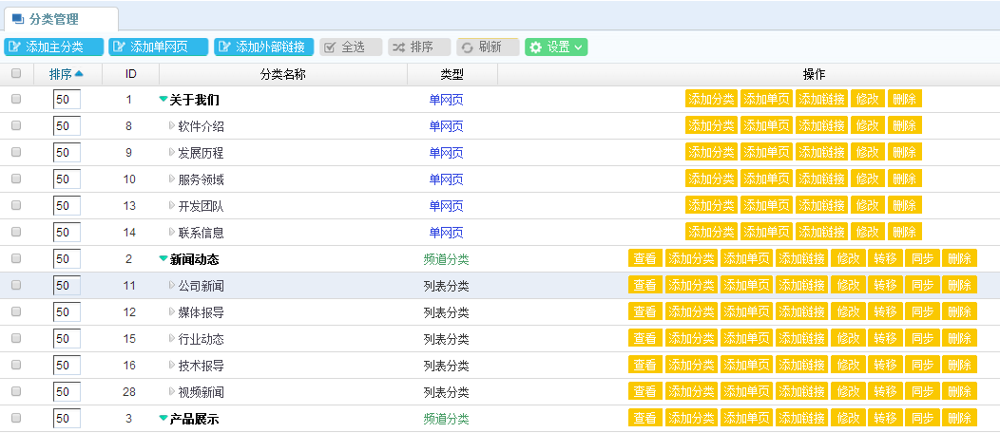 分类管理
添加主分类 添加单网页 添加外部链接 全选 排序 刷新 设置
排序 ID 分类名称 类型 操作
50 1 关于我们 单网页 添加分类 添加单页 添加链接 修改 删除
50 8 软件介绍 单网页 添加分类 添加单页 添加链接 修改 删除
50 9 发展历程 单网页 添加分类 添加单页 添加链接 修改 删除
50 10 服务领域 单网页 添加分类 添加单页 添加链接 修改 删除
50 13 开发团队 单网页 添加分类 添加单页 添加链接 修改 删除
50 14 联系信息 单网页 添加分类 添加单页 添加链接 修改 删除
50 2 新闻动态 频道分类 查看 添加分类 添加单页 添加链接 修改 转移 同步 删除
50 11 公司新闻 列表分类 查看 添加分类 添加单页 添加链接 修改 转移 同步 删除
50 12 媒体报导 列表分类 查看 添加分类 添加单页 添加链接 修改 转移 同步 删除
50 15 行业动态 列表分类 查看 添加分类 添加单页 添加链接 修改 转移 同步 删除
50 16 技术报导 列表分类 查看 添加分类 添加单页 添加链接 修改 转移 同步 删除
50 28 视频新闻 列表分类 查看 添加分类 添加单页 添加链接 修改 转移 同步 删除
50 3 产品展示 频道分类 查看 添加分类 添加单页 添加链接 修改 转移 同步 删除